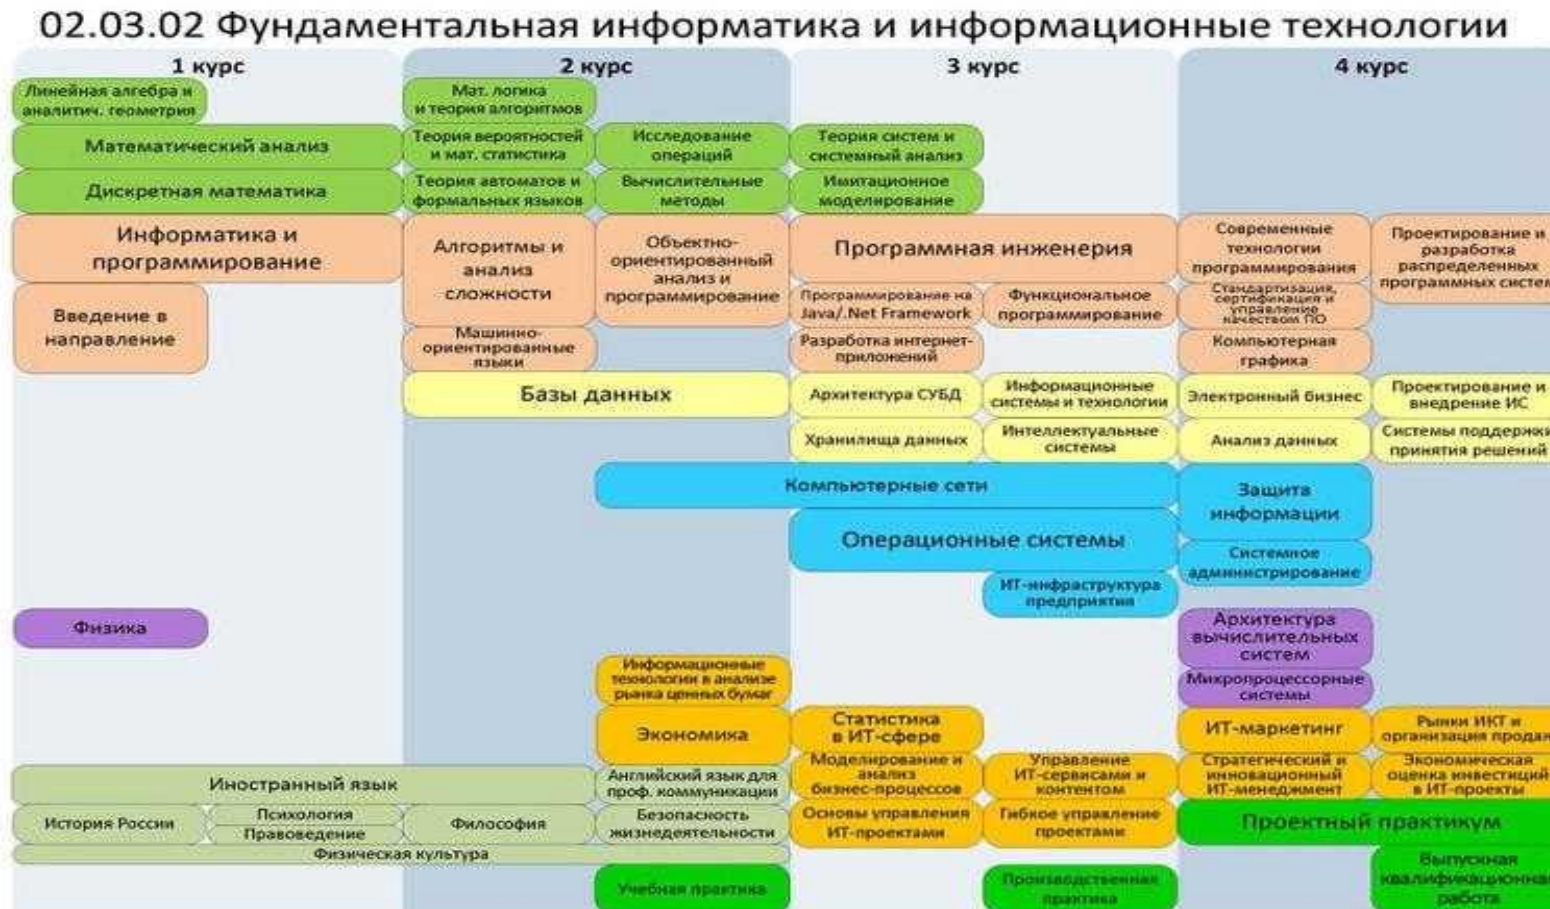 02.03.02 Фундаментальная информатика и информационные технологии
1 курс
2 курс
3 курс
4 курс
Линейная алгебра и
аналитич. геометрия
Мат. логика
и теория алгоритмов
Математический анализ
Теория вероятностей
и мат. статистика
Исследование
операций
Теория систем и
системный анализ
Дискретная математика
Теория автоматов и
формальных языков
Вычислительные
методы
Имитационное
моделирование
Информатика и
программирование
Алгоритмы и
анализ
сложности
Объектно-
ориентированный
анализ и
программирование
Программная инженерия
Современные
технологии
программирования
Проектирование и
разработка
распределенных
программных систем
Введение в
направление
Программирование на
Java/.Net Framework
Функциональное
программирование
Стандартизация,
сертификация и
управление
качеством ПО
Машинно-
ориентированные
языки
Разработка интернет-
приложений
Компьютерная
графика
Базы данных
Архитектура СУБД
Информационные
системы и технологии
Электронный бизнес
Проектирование и
внедрение ИС
Хранилища данных
Интеллектуальные
системы
Анализ данных
Системы поддержки
принятия решений
Компьютерные сети
Защита
информации
Операционные системы
Системное
администрирование
ИТ-инфраструктура
предприятия
Физика
Архитектура
вычислительных
систем
Микропроцессорные
системы
Информационные
технологии в анализе
рынка ценных бумаг
Экономика
Статистика
в ИТ-сфере
ИТ-маркетинг
Рынки ИКТ и
организация продаж
Иностранный язык
Английский язык для
проф. коммуникации
Моделирование и
анализ
бизнес-процессов
Управление
ИТ-сервисами и
контентом
Стратегический и
инновационный
ИТ-менеджмент
Экономическая
оценка инвестиций
в ИТ-проекты
История России
Психология
Правоведение
Философия
Безопасность
жизнедеятельности
Основы управления
ИТ-проектами
Гибкое управление
проектами
Проектный практикум
Физическая культура
Учебная практика
Производственная
практика
Выпускная
квалификационная
работа